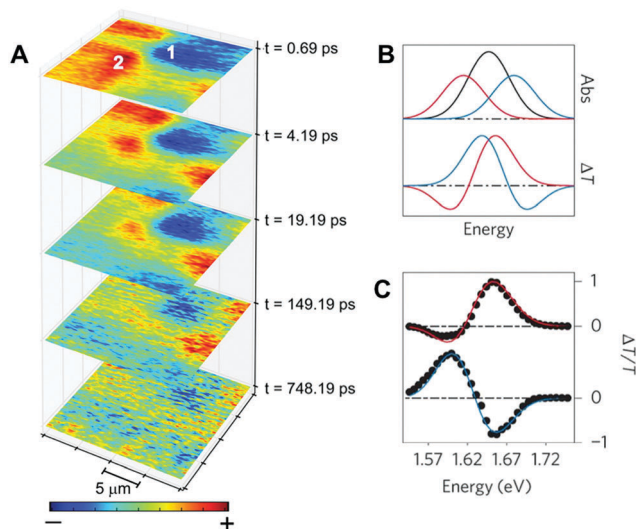 A
2
1
t = 0.69 ps
t = 4.19 ps
t = 19.19 ps
t = 149.19 ps
t = 748.19 ps
5 μm
–
+
B
Abs
ΔT
Energy
C
1
0
0
–1
ΔT/T
1.57 1.62 1.67 1.72
Energy (eV)